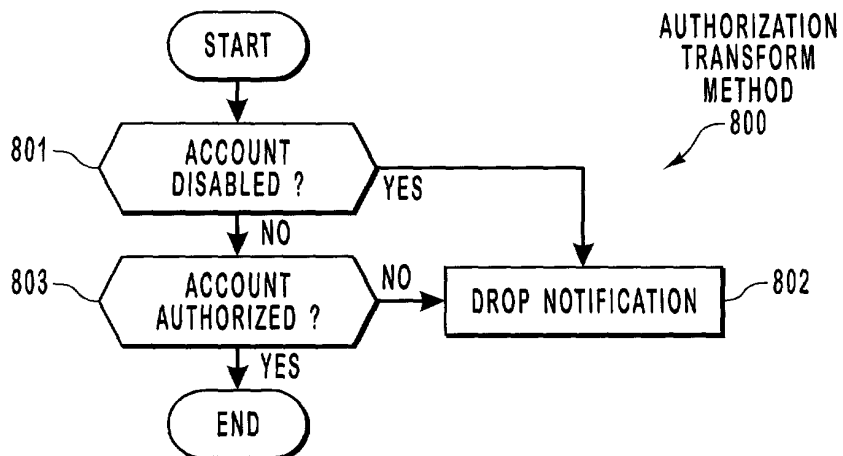 START
AUTHORIZATION
TRANSFORM
METHOD
800
801
ACCOUNT
DISABLED ?
YES
NO
803
ACCOUNT
AUTHORIZED ?
NO
DROP NOTIFICATION
802
YES
END